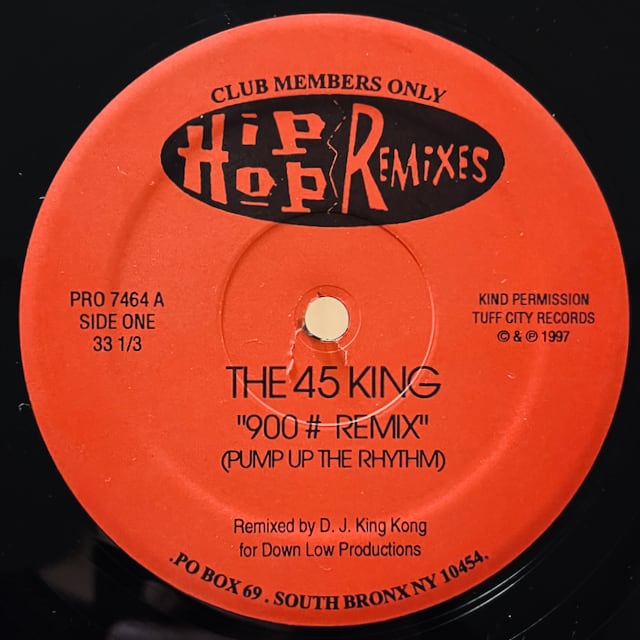 CLUB MEMBERS ONLY
HiP HOP REMiXES
PRO 7464 A
SIDE ONE
33 1/3
KIND PERMISSION
TUFF CITY RECORDS
© & ℗ 1997
THE 45 KING
"900 # REMIX"
(PUMP UP THE RHYTHM)
Remixed by D. J. King Kong
for Down Low Productions
.PO BOX 69 . SOUTH BRONX NY 10454.